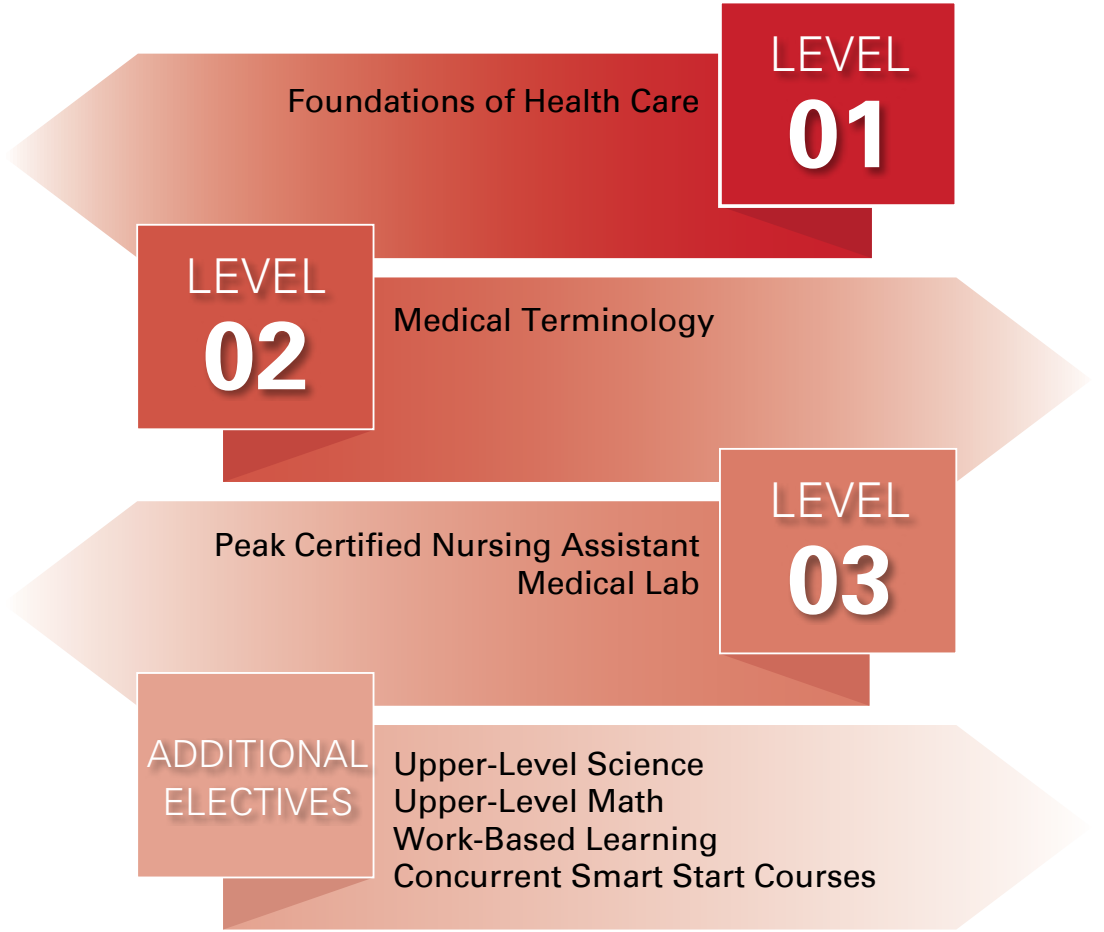 LEVEL
01
Foundations of Health Care
LEVEL
02
Medical Terminology
LEVEL
03
Peak Certified Nursing Assistant
Medical Lab
ADDITIONAL
ELECTIVES
Upper-Level Science
Upper-Level Math
Work-Based Learning
Concurrent Smart Start Courses